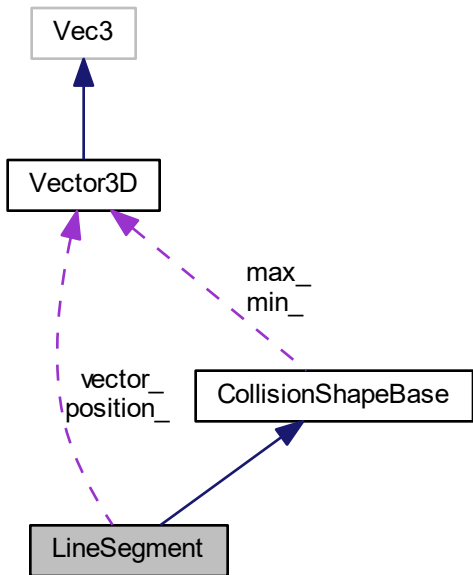 Vec3
Vector3D
max_
min_
vector_
position_
CollisionShapeBase
LineSegment